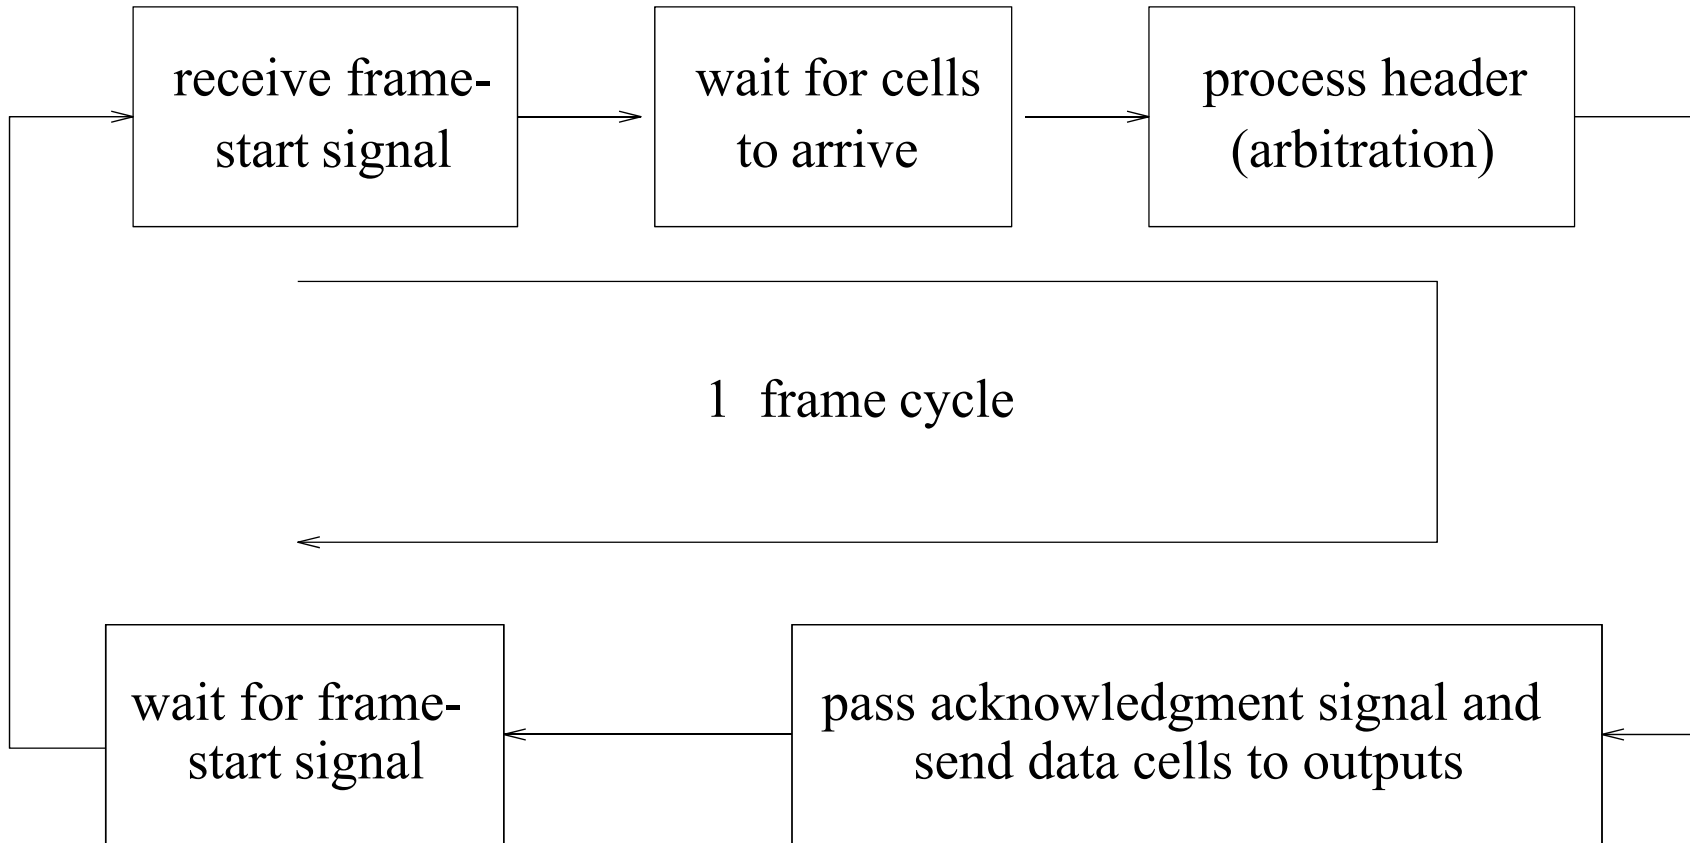 receive frame-
start signal
wait for cells
to arrive
process header
(arbitration)
1 frame cycle
wait for frame-
start signal
pass acknowledgment signal and
send data cells to outputs